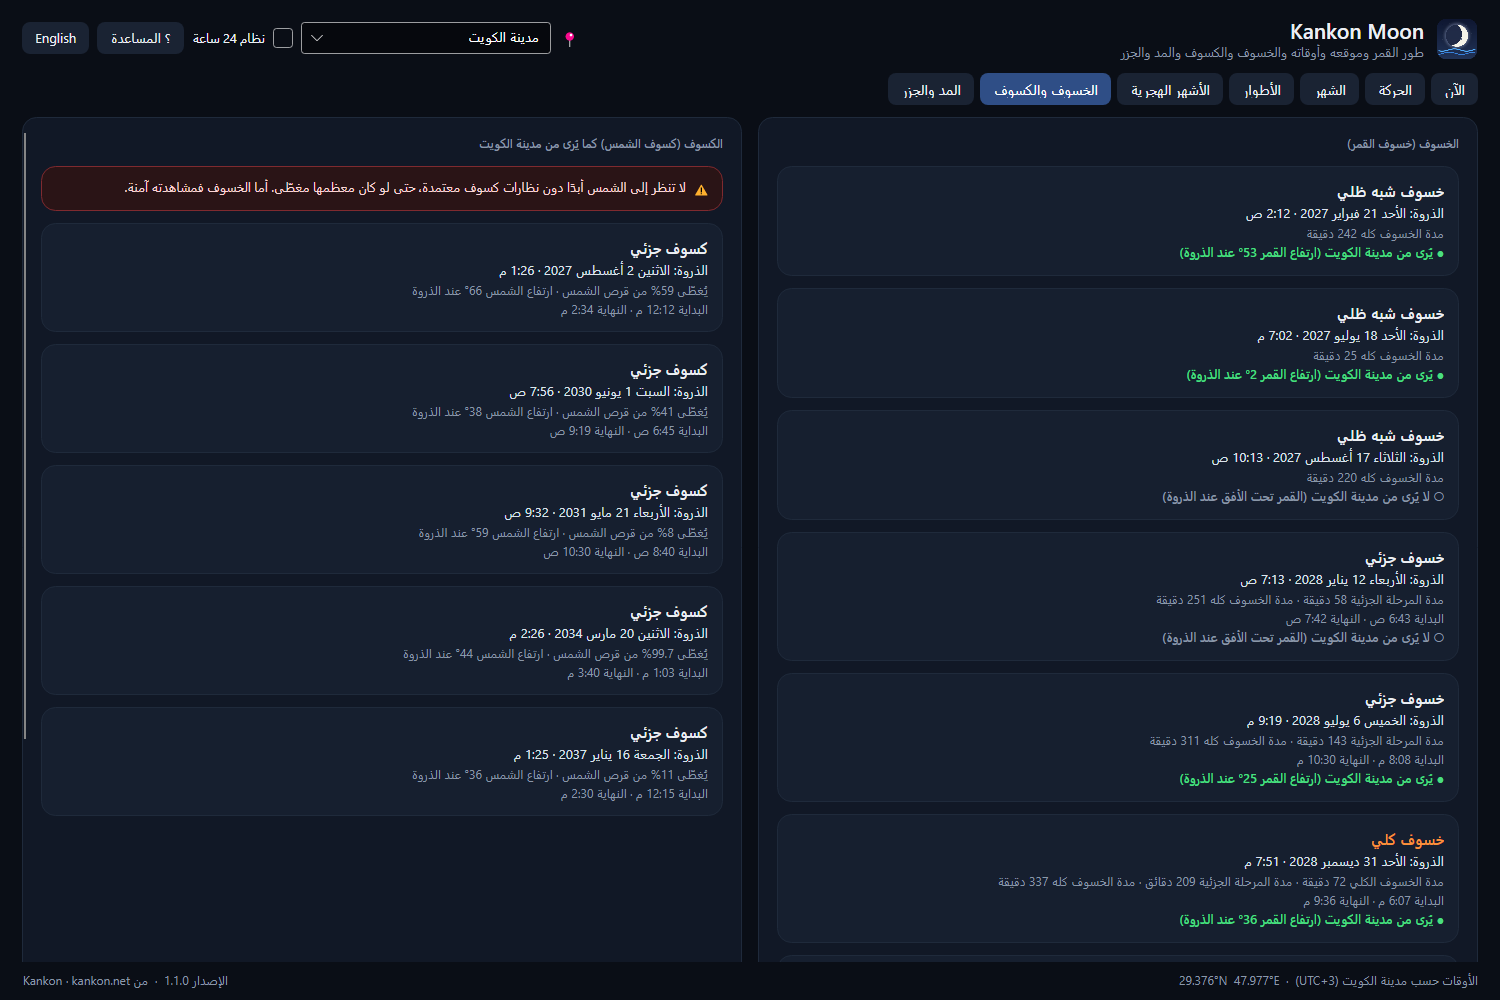 Kankon Moon
طور القمر وموقعه وأوقاته والخسوف والكسوف والمد والجزر
مدينة الكويت
نظام 24 ساعة
؟ المساعدة
English
الآن
الحركة
الشهر
الأطوار
الأشهر الهجرية
الخسوف والكسوف
المد والجزر
الخسوف (خسوف القمر)
خسوف شبه ظلي
الذروة: الأحد 21 فبراير 2027 · 2:12 ص
مدة الخسوف كله 242 دقيقة
● يُرى من مدينة الكويت (ارتفاع القمر 53° عند الذروة)
خسوف شبه ظلي
الذروة: الأحد 18 يوليو 2027 · 7:02 م
مدة الخسوف كله 25 دقيقة
● يُرى من مدينة الكويت (ارتفاع القمر 2° عند الذروة)
خسوف شبه ظلي
الذروة: الثلاثاء 17 أغسطس 2027 · 10:13 ص
مدة الخسوف كله 220 دقيقة
○ لا يُرى من مدينة الكويت (القمر تحت الأفق عند الذروة)
خسوف جزئي
الذروة: الأربعاء 12 يناير 2028 · 7:13 ص
مدة المرحلة الجزئية 58 دقيقة · مدة الخسوف كله 251 دقيقة
البداية 6:43 ص · النهاية 7:42 ص
○ لا يُرى من مدينة الكويت (القمر تحت الأفق عند الذروة)
خسوف جزئي
الذروة: الخميس 6 يوليو 2028 · 9:19 م
مدة المرحلة الجزئية 143 دقيقة · مدة الخسوف كله 311 دقيقة
البداية 8:08 م · النهاية 10:30 م
● يُرى من مدينة الكويت (ارتفاع القمر 25° عند الذروة)
خسوف كلي
الذروة: الأحد 31 ديسمبر 2028 · 7:51 م
مدة الخسوف الكلي 72 دقيقة · مدة المرحلة الجزئية 209 دقائق · مدة الخسوف كله 337 دقيقة
البداية 6:07 م · النهاية 9:36 م
● يُرى من مدينة الكويت (ارتفاع القمر 36° عند الذروة)
الكسوف (كسوف الشمس) كما يُرى من مدينة الكويت
⚠ لا تنظر إلى الشمس أبدًا دون نظارات كسوف معتمدة، حتى لو كان معظمها مغطّى. أما الخسوف فمشاهدته آمنة.
كسوف جزئي
الذروة: الاثنين 2 أغسطس 2027 · 1:26 م
يُغطّى 59% من قرص الشمس · ارتفاع الشمس 66° عند الذروة
البداية 12:12 م · النهاية 2:34 م
كسوف جزئي
الذروة: السبت 1 يونيو 2030 · 7:56 ص
يُغطّى 41% من قرص الشمس · ارتفاع الشمس 38° عند الذروة
البداية 6:45 ص · النهاية 9:19 ص
كسوف جزئي
الذروة: الأربعاء 21 مايو 2031 · 9:32 ص
يُغطّى 8% من قرص الشمس · ارتفاع الشمس 59° عند الذروة
البداية 8:40 ص · النهاية 10:30 ص
كسوف جزئي
الذروة: الاثنين 20 مارس 2034 · 2:26 م
يُغطّى 99.7% من قرص الشمس · ارتفاع الشمس 44° عند الذروة
البداية 1:03 م · النهاية 3:40 م
كسوف جزئي
الذروة: الجمعة 16 يناير 2037 · 1:25 م
يُغطّى 11% من قرص الشمس · ارتفاع الشمس 36° عند الذروة
البداية 12:15 م · النهاية 2:30 م
الأوقات حسب مدينة الكويت (UTC+3) · 29.376°N 47.977°E
الإصدار 1.1.0 · من Kankon · kankon.net